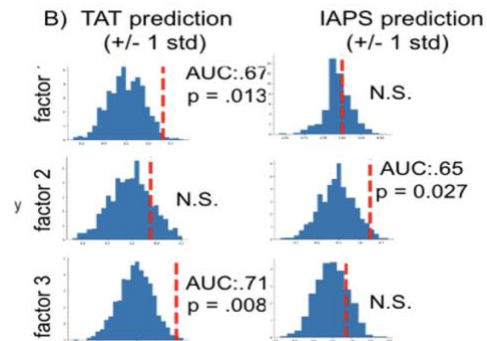 B) TAT prediction
(+/- 1 std)
IAPS prediction
(+/- 1 std)
factor
AUC:.67
p = .013
N.S.
y
factor 2
N.S.
AUC:.65
p = 0.027
factor 3
AUC:.71
p = .008
N.S.